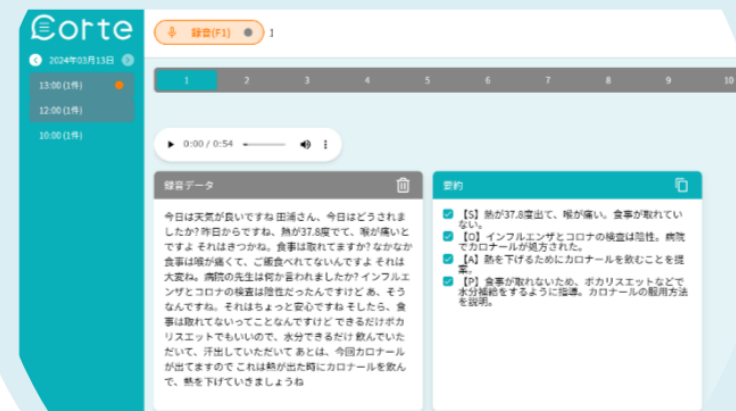 Corte
録音(F1) 1
2024年03月13日
13:00 (1件)
12:00 (1件)
10:00 (1件)
1 2 3 4 5 6 7 8 9 10
0:00 / 0:54
録音データ
今日は天気が良いですね 田浦さん、今日はどうされま
したか? 昨日からですね、熱が37.8度でて、喉が痛いと
ですよ それはきつかね。食事は取れてますか? なかなか
食事は喉が痛くて、ご飯食べれてないんですよ それは
大変ね。病院の先生は何か言われましたか? インフルエ
ンザとコロナの検査は陰性だったんですけど あ、そう
なんですね。それはちょっと安心ですね そしたら、食
事は取れてないってことなんですけど できるだけポカ
リスエットでもいいので、水分できるだけ 飲んでいた
だいて、汗出していただいて あとは、今回カロナール
が出てますので これは熱が出た時にカロナールを飲ん
で、熱を下げていきましょうね
要約
【S】熱が37.8度出て、喉が痛い。食事が取れてい
ない。
【O】インフルエンザとコロナの検査は陰性。病院
でカロナールが処方された。
【A】熱を下げるためにカロナールを飲むことを提
案。
【P】食事が取れないため、ポカリスエットなどで
水分補給をするように指導。カロナールの服用方法
を説明。